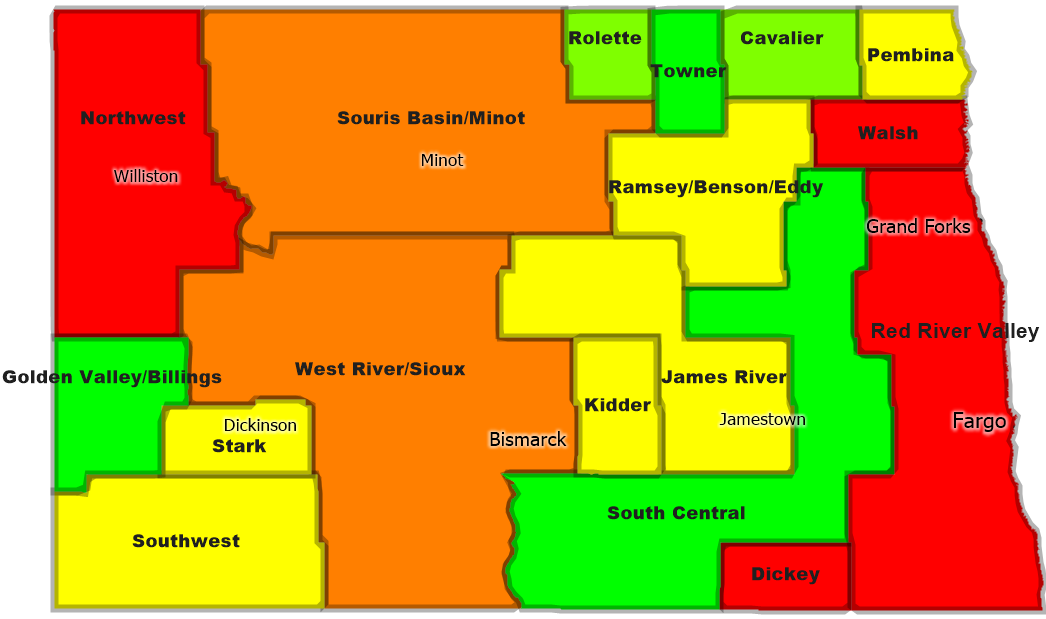 Rolette
Cavalier
Pembina
Towner
Northwest
Souris Basin/Minot
Walsh
Minot
Williston
Ramsey/Benson/Eddy
Grand Forks
Red River Valley
West River/Sioux
Golden Valley/Billings
James River
Kidder
Jamestown
Fargo
Dickinson
Bismarck
Stark
South Central
Southwest
Dickey